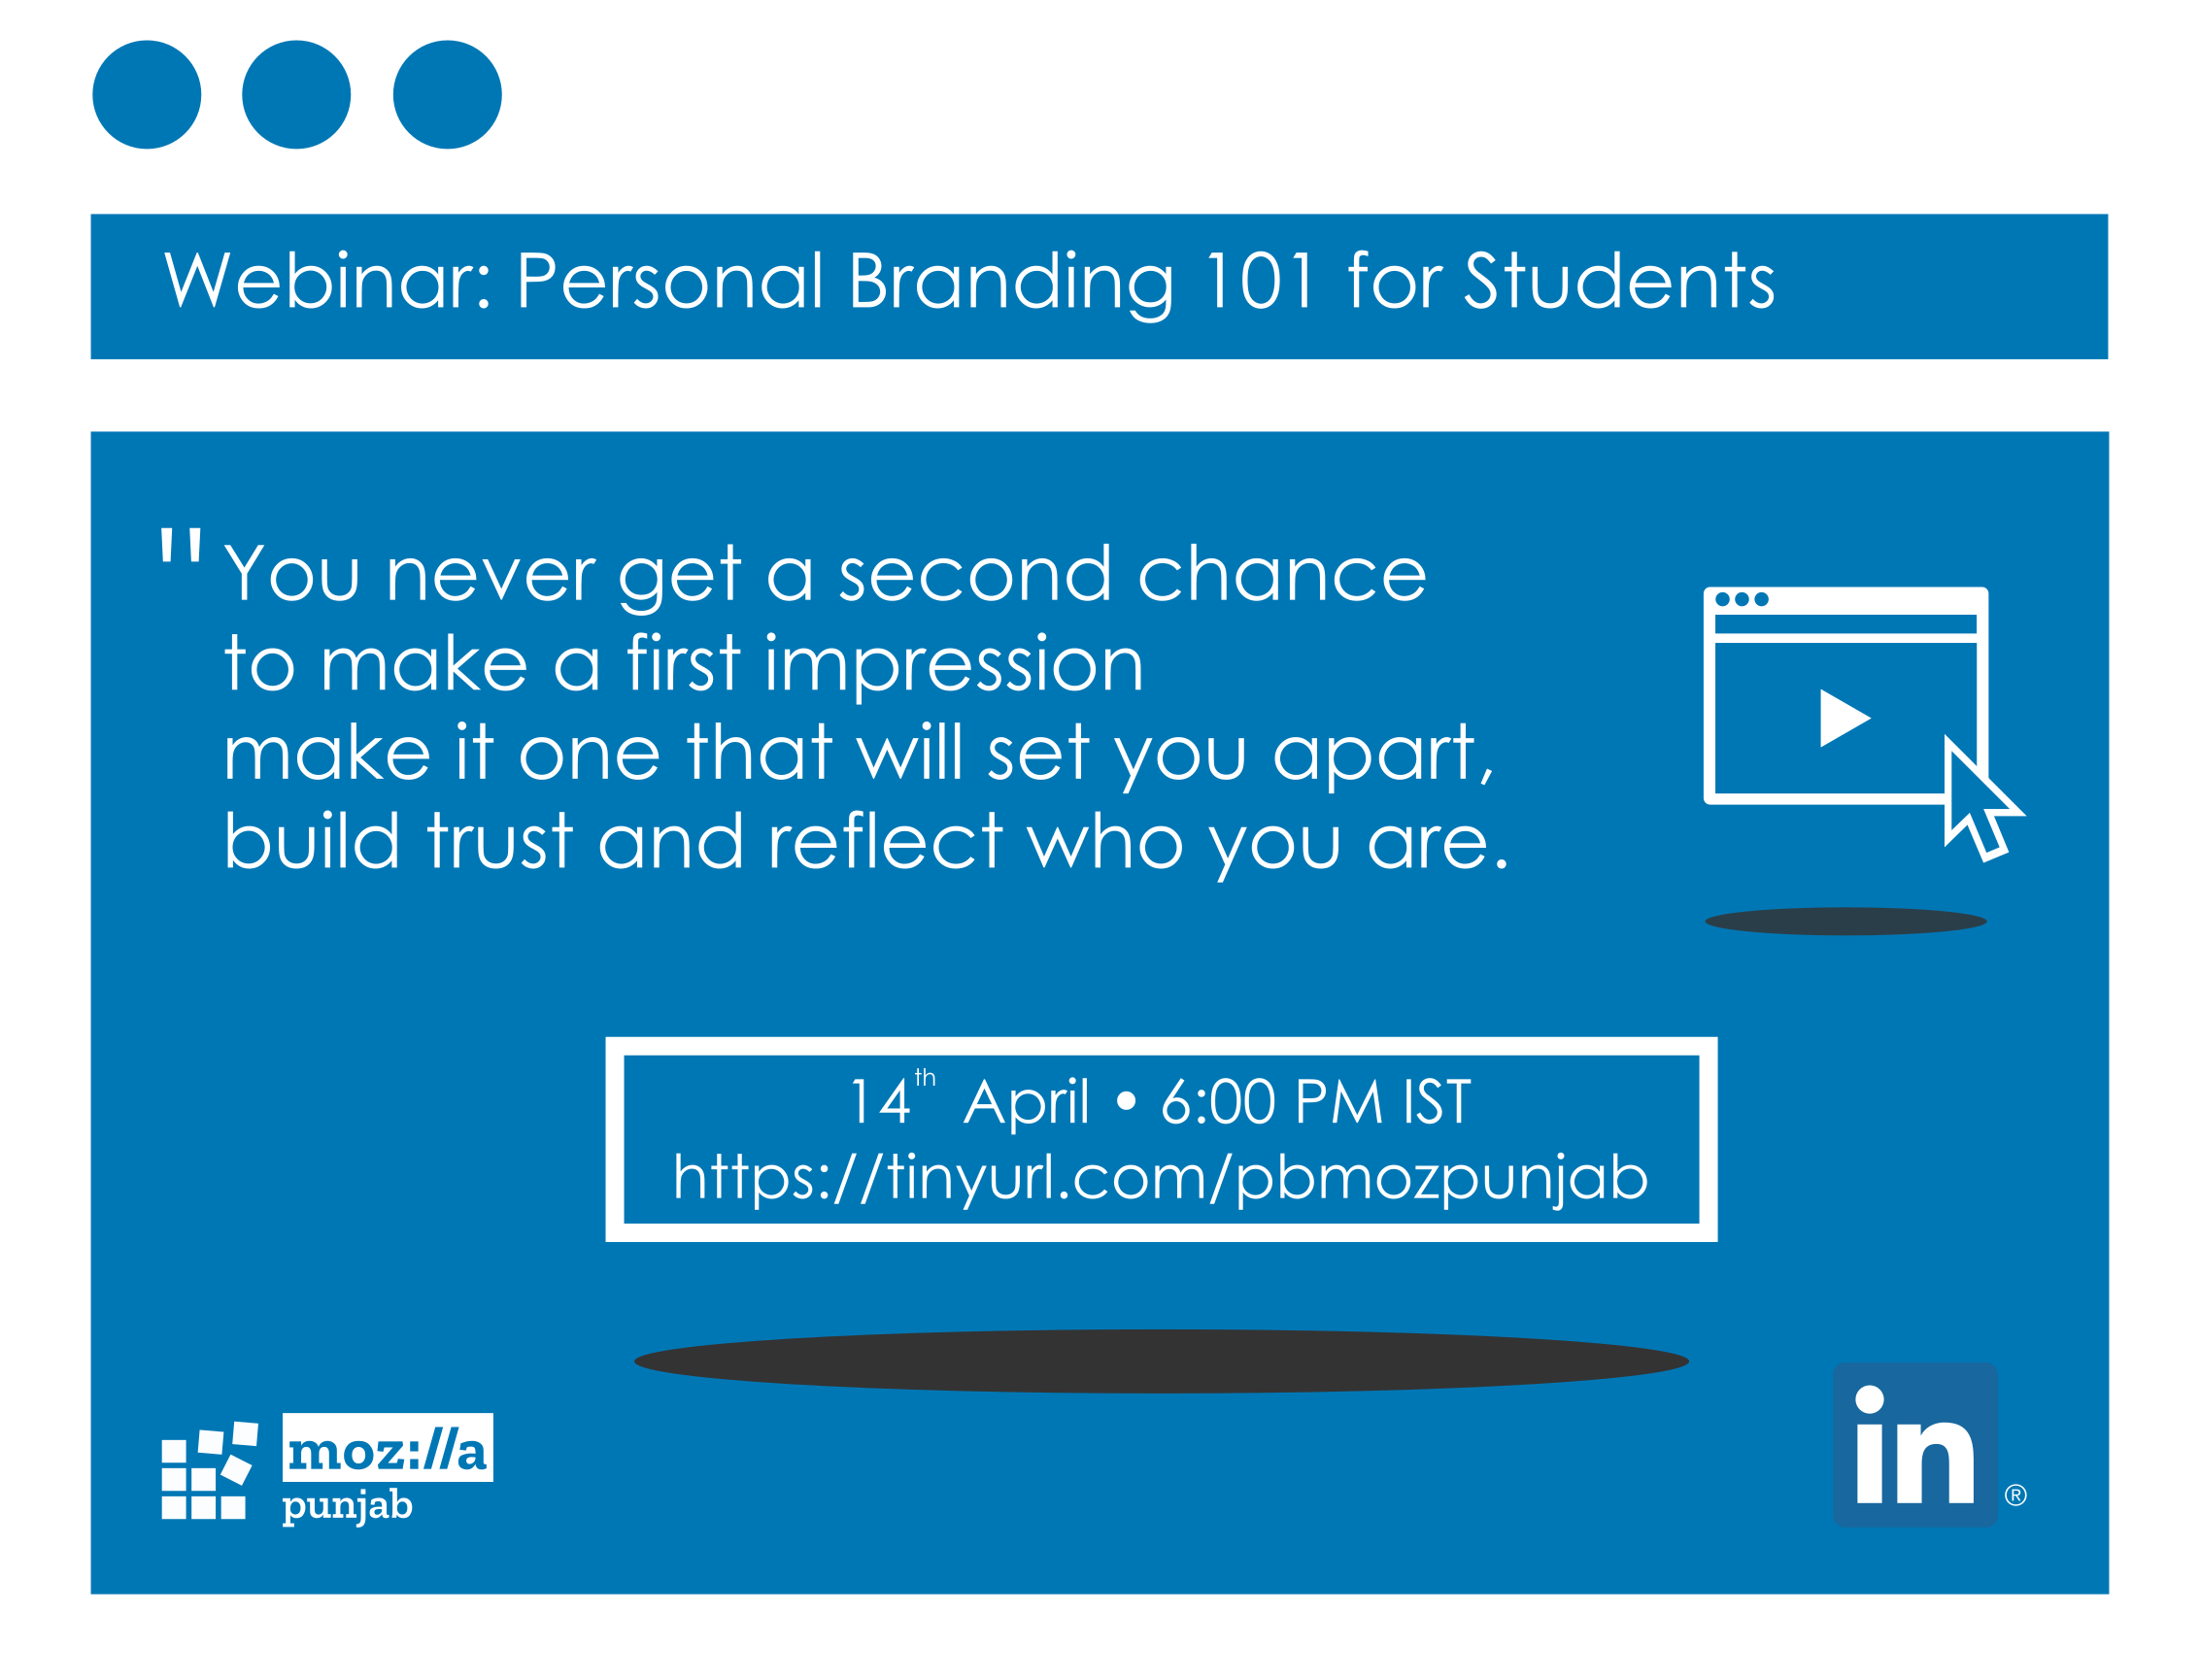 Webinar: Personal Branding 101 for Students
"You never get a second chance
to make a first impression
make it one that will set you apart,
build trust and reflect who you are.
14th April • 6:00 PM IST
https://tinyurl.com/pbmozpunjab
moz://a
punjab
in
®